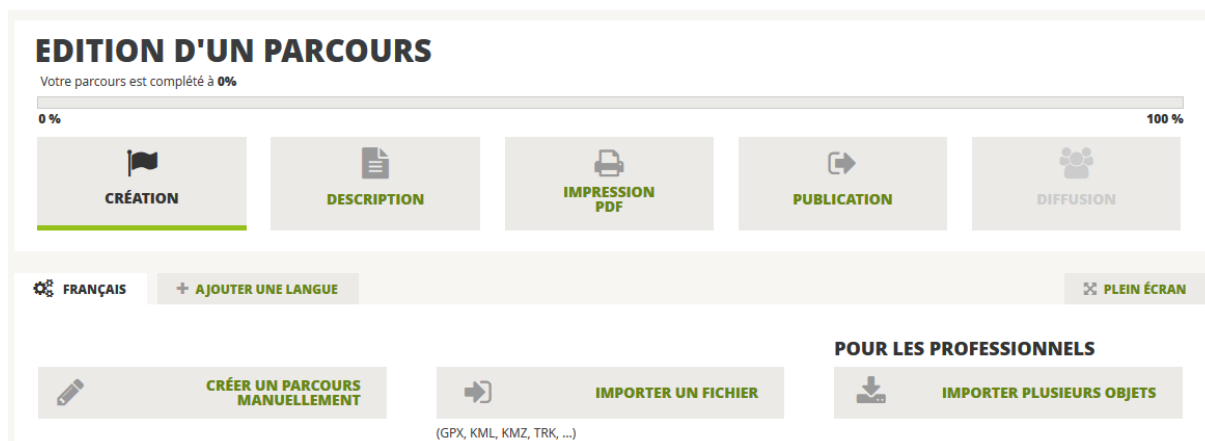 EDITION D'UN PARCOURS
Votre parcours est complété à 0%
0 %
100 %
CRÉATION
DESCRIPTION
IMPRESSION
PDF
PUBLICATION
DIFFUSION
FRANÇAIS
AJOUTER UNE LANGUE
PLEIN ÉCRAN
POUR LES PROFESSIONNELS
CRÉER UN PARCOURS
MANUELLEMENT
IMPORTER UN FICHIER
IMPORTER PLUSIEURS OBJETS
(GPX, KML, KMZ, TRK, ...)